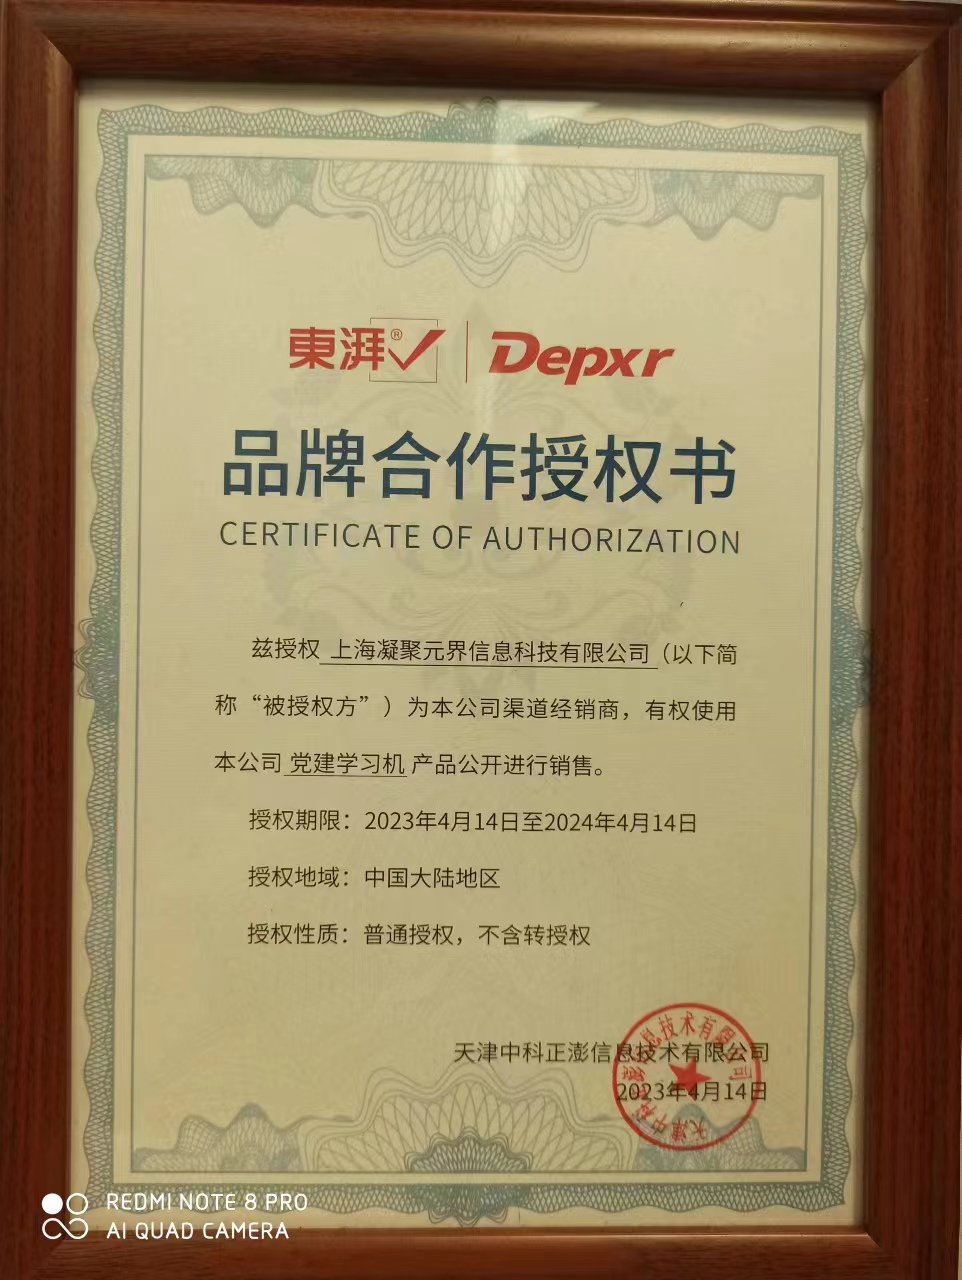 東湃® Depxr
品牌合作授权书
CERTIFICATE OF AUTHORIZATION
兹授权 上海凝聚元界信息科技有限公司（以下简
称“被授权方”）为本公司渠道经销商，有权使用
本公司 党建学习机 产品公开进行销售。
授权期限：2023年4月14日至2024年4月14日
授权地域：中国大陆地区
授权性质：普通授权，不含转授权
天津中科正澎信息技术有限公司
2023年4月14日
天津中科正澎信息技术有限公司
REDMI NOTE 8 PRO
AI QUAD CAMERA